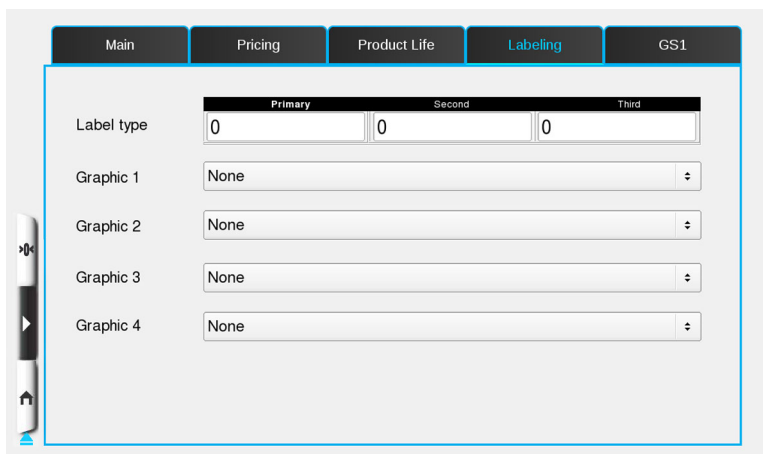 Main Pricing Product Life Labeling GS1
Primary Second Third
Label type 0 0 0
Graphic 1 None
Graphic 2 None
Graphic 3 None
Graphic 4 None
>0<